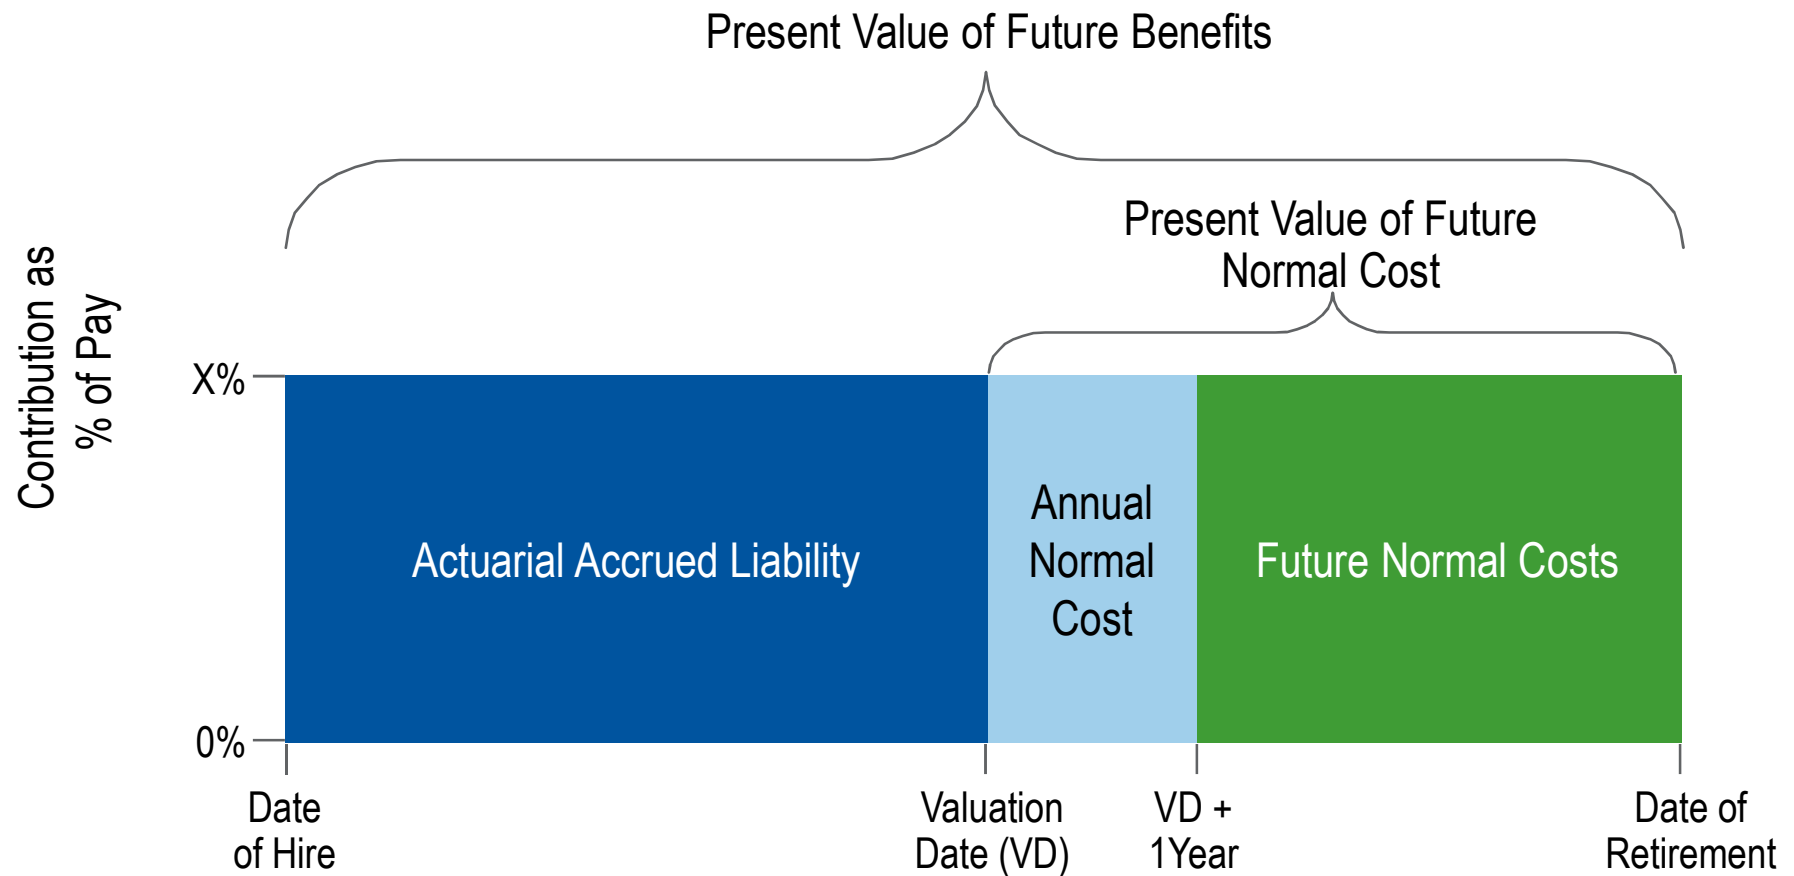 Present Value of Future Benefits
Present Value of Future
Normal Cost
Contribution as
% of Pay
X%
0%
Actuarial Accrued Liability
Annual
Normal
Cost
Future Normal Costs
Date
of Hire
Valuation
Date (VD)
VD +
1Year
Date of
Retirement